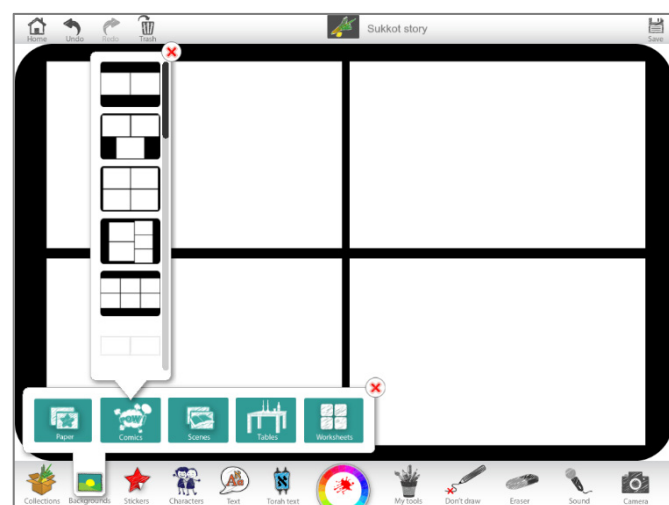 Home Undo Redo Trash Sukkot story Save
POW
Paper Comics Scenes Tables Worksheets
Collections Backgrounds Stickers Characters Text Torah text My tools Don't draw Eraser Sound Camera